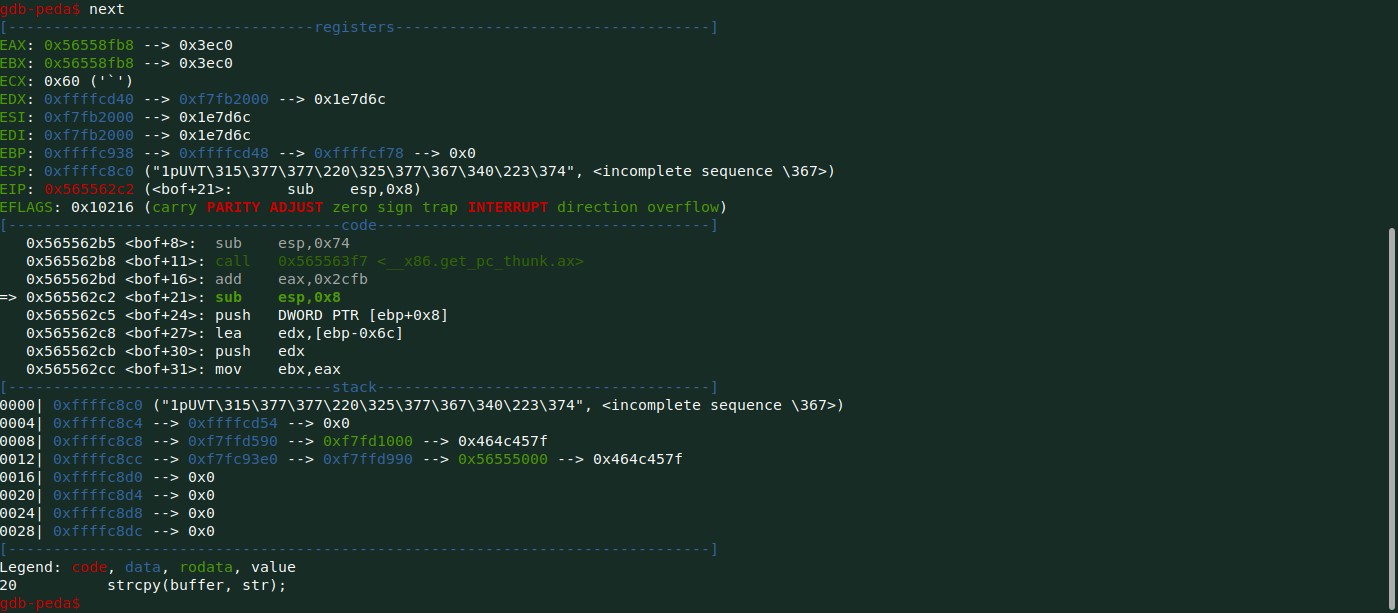 gdb-peda$ next
[----------------------------------registers-----------------------------------]
EAX: 0x56558fb8 --> 0x3ec0
EBX: 0x56558fb8 --> 0x3ec0
ECX: 0x60 ('`')
EDX: 0xffffcd40 --> 0xf7fb2000 --> 0x1e7d6c
ESI: 0xf7fb2000 --> 0x1e7d6c
EDI: 0xf7fb2000 --> 0x1e7d6c
EBP: 0xffffc938 --> 0xffffcd48 --> 0xffffcf78 --> 0x0
ESP: 0xffffc8c0 ("1pUVT\315\377\377\220\325\377\367\340\223\374", <incomplete sequence \367>)
EIP: 0x565562c2 (<bof+21>:      sub    esp,0x8)
EFLAGS: 0x10216 (carry PARITY ADJUST zero sign trap INTERRUPT direction overflow)
[-------------------------------------code-------------------------------------]
   0x565562b5 <bof+8>:  sub    esp,0x74
   0x565562b8 <bof+11>: call   0x565563f7 <__x86.get_pc_thunk.ax>
   0x565562bd <bof+16>: add    eax,0x2cfb
=> 0x565562c2 <bof+21>: sub    esp,0x8
   0x565562c5 <bof+24>: push   DWORD PTR [ebp+0x8]
   0x565562c8 <bof+27>: lea    edx,[ebp-0x6c]
   0x565562cb <bof+30>: push   edx
   0x565562cc <bof+31>: mov    ebx,eax
[------------------------------------stack-------------------------------------]
0000| 0xffffc8c0 ("1pUVT\315\377\377\220\325\377\367\340\223\374", <incomplete sequence \367>)
0004| 0xffffc8c4 --> 0xffffcd54 --> 0x0
0008| 0xffffc8c8 --> 0xf7ffd590 --> 0xf7fd1000 --> 0x464c457f
0012| 0xffffc8cc --> 0xf7fc93e0 --> 0xf7ffd990 --> 0x56555000 --> 0x464c457f
0016| 0xffffc8d0 --> 0x0
0020| 0xffffc8d4 --> 0x0
0024| 0xffffc8d8 --> 0x0
0028| 0xffffc8dc --> 0x0
[------------------------------------------------------------------------------]
Legend: code, data, rodata, value
20          strcpy(buffer, str);
gdb-peda$